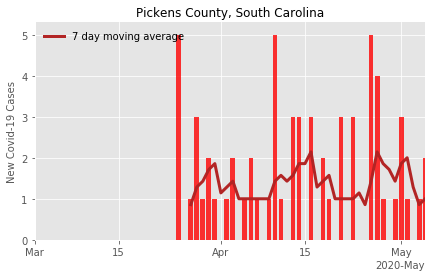 Pickens County, South Carolina
7 day moving average
New Covid-19 Cases
5
4
3
2
1
0
Mar 15 Apr 15 May
2020-May